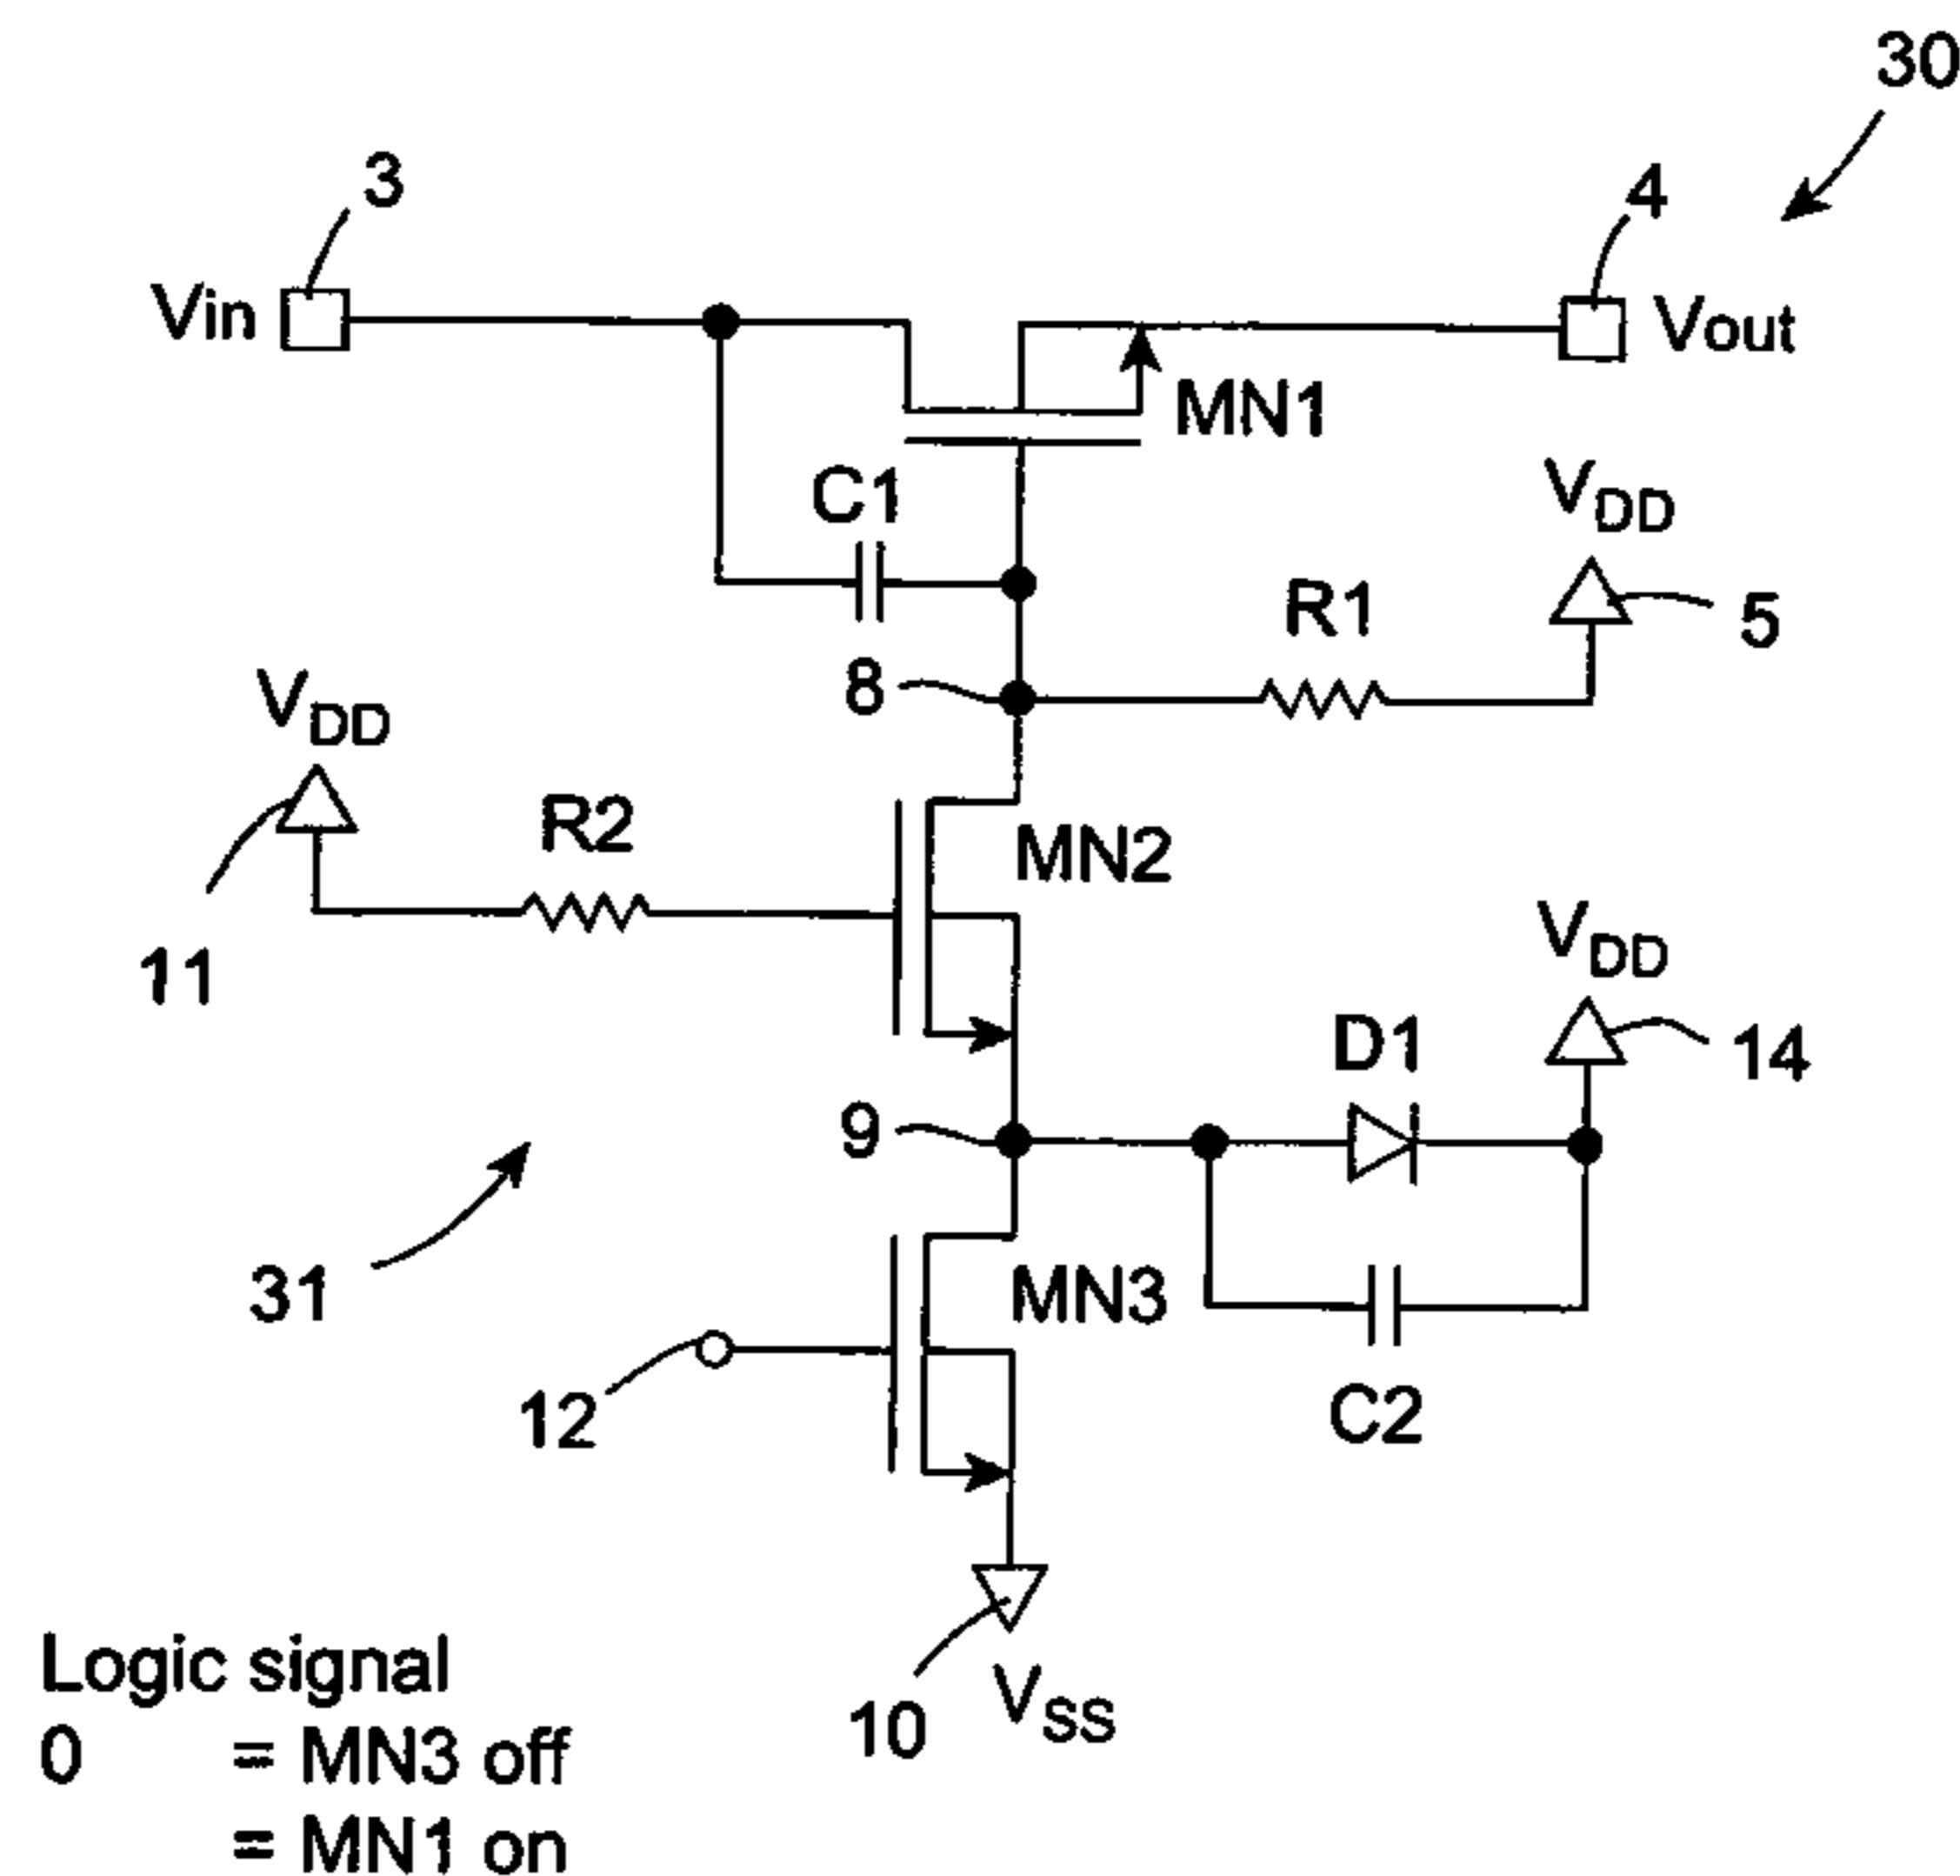 30
3
4
Vin
Vout
MN1
C1
VDD
R1
5
8
VDD
R2
MN2
11
VDD
D1
14
9
31
MN3
12
C2
10
VSS
Logic signal
0 = MN3 off
= MN1 on